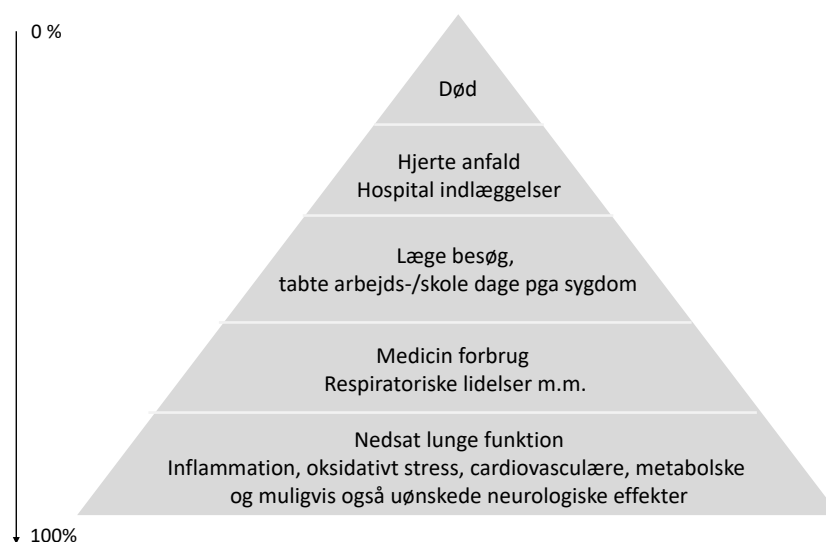 0 %
Død
Hjerte anfald
Hospital indlæggelser
Læge besøg,
tabte arbejds-/skole dage pga sygdom
Medicin forbrug
Respiratoriske lidelser m.m.
Nedsat lunge funktion
Inflammation, oksidativt stress, cardiovasculære, metabolske
og muligvis også uønskede neurologiske effekter
100%